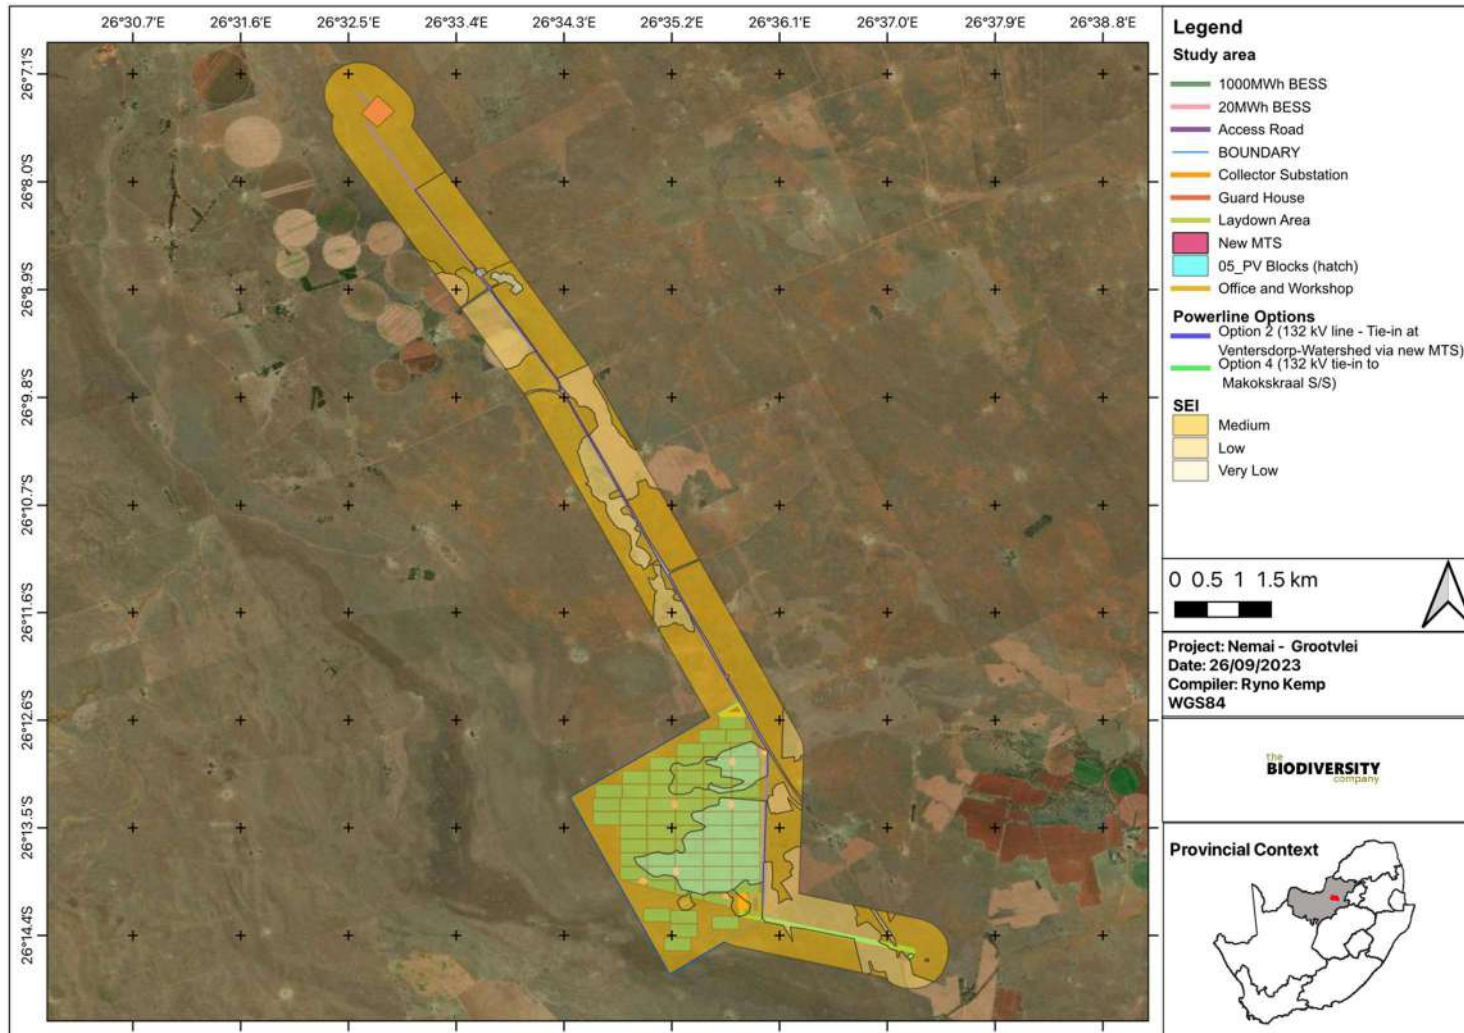 26°30.7'E 26°31.6'E 26°32.5'E 26°33.4'E 26°34.3'E 26°35.2'E 26°36.1'E 26°37.0'E 26°37.9'E 26°38.8'E
26°7.1'S
26°8.0'S
26°8.9'S
26°9.8'S
26°10.7'S
26°11.6'S
26°12.6'S
26°13.5'S
26°14.4'S
Legend
Study area
1000MWh BESS
20MWh BESS
Access Road
BOUNDARY
Collector Substation
Guard House
Laydown Area
New MTS
05_PV Blocks (hatch)
Office and Workshop
Powerline Options
Option 2 (132 kV line - Tie-in at
Ventersdorp-Watershed via new MTS)
Option 4 (132 kV tie-in to
Makokskraal S/S)
SEI
Medium
Low
Very Low
0 0.5 1 1.5 km
Project: Nemai - Grootvlei
Date: 26/09/2023
Compiler: Ryno Kemp
WGS84
the
BIODIVERSITY
company
Provincial Context